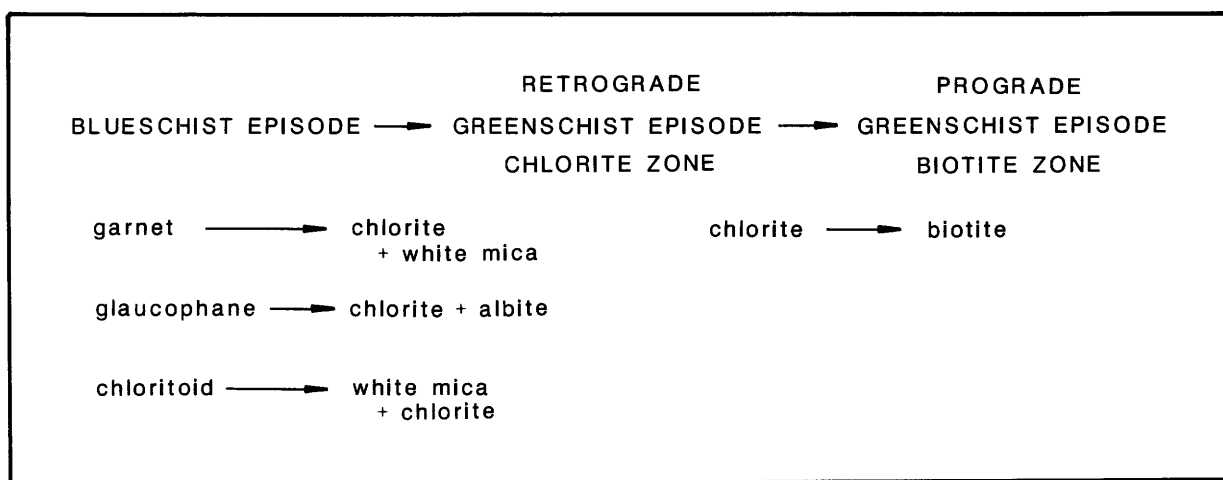 RETROGRADE PROGRADE
BLUESCHIST EPISODE → GREENSCHIST EPISODE → GREENSCHIST EPISODE
CHLORITE ZONE BIOTITE ZONE
garnet → chlorite chlorite → biotite
+ white mica
glaucophane → chlorite + albite
chloritoid → white mica
+ chlorite